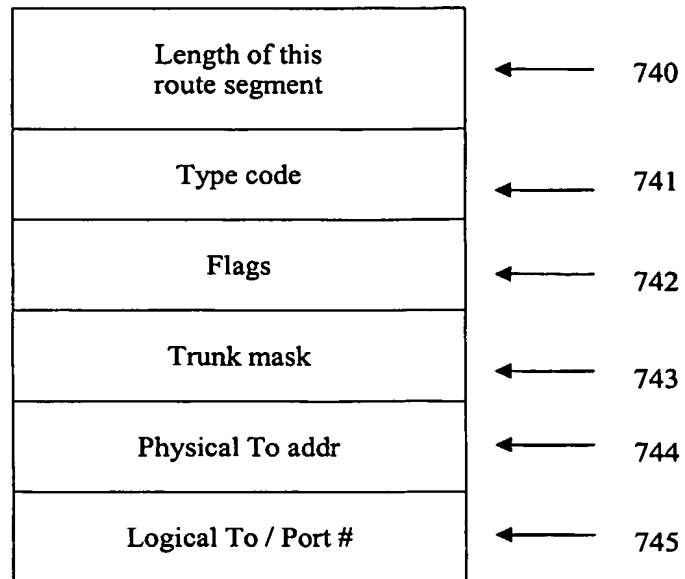 Length of this
route segment
740
Type code
741
Flags
742
Trunk mask
743
Physical To addr
744
Logical To / Port #
745